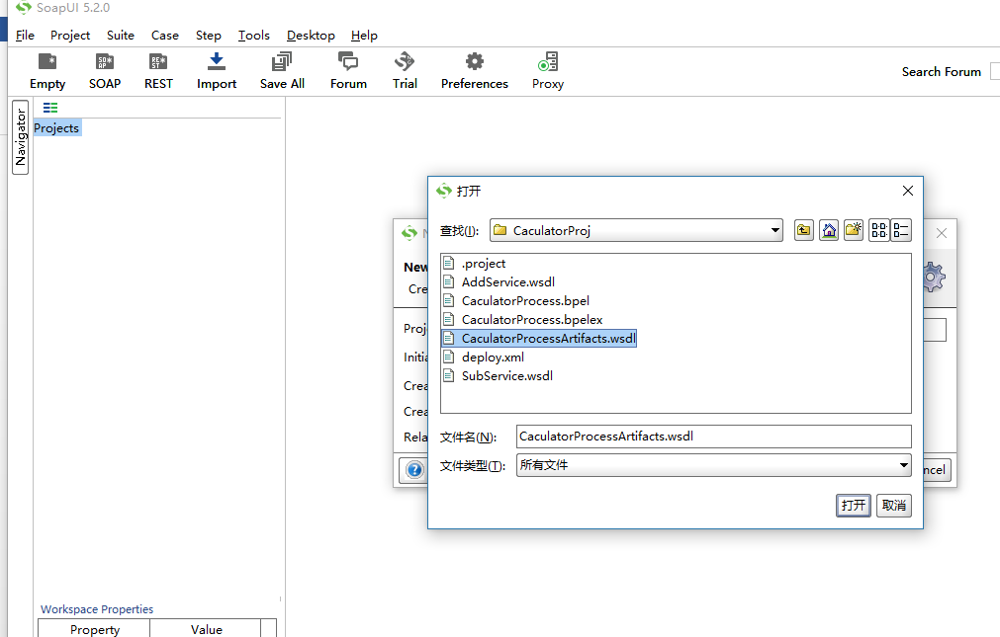 SoapUI 5.2.0
File Project Suite Case Step Tools Desktop Help
Empty SOAP REST Import Save All Forum Trial Preferences Proxy Search Forum
Navigator
Projects
打开
查找(I): CaculatorProj
.project
AddService.wsdl
CaculatorProcess.bpel
CaculatorProcess.bpelex
CaculatorProcessArtifacts.wsdl
deploy.xml
SubService.wsdl
文件名(N): CaculatorProcessArtifacts.wsdl
文件类型(T): 所有文件
打开 取消
New
Cre
Proj
Initia
Crea
Crea
Rela
ncel
Workspace Properties
Property Value